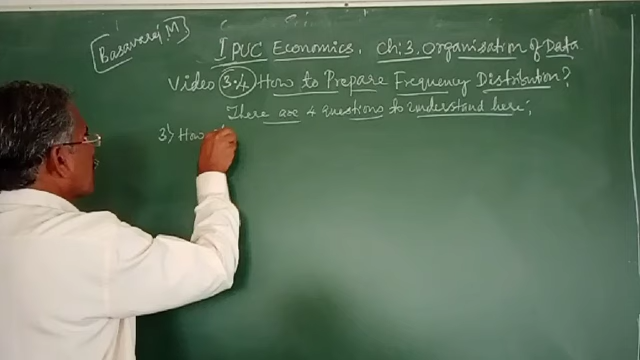 Basavaraj M
I PUC Economics. Ch:3. Organisation of Data
Video 3.4 How to Prepare Frequency Distribution?
There are 4 questions to understand here;
3) How